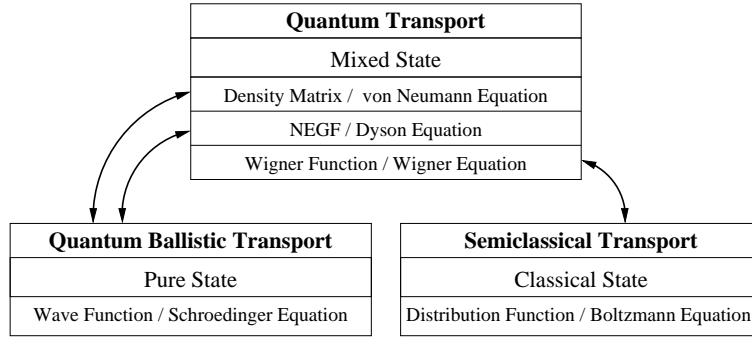 Quantum Transport
Mixed State
Density Matrix / von Neumann Equation
NEGF / Dyson Equation
Wigner Function / Wigner Equation
Quantum Ballistic Transport
Pure State
Wave Function / Schroedinger Equation
Semiclassical Transport
Classical State
Distribution Function / Boltzmann Equation